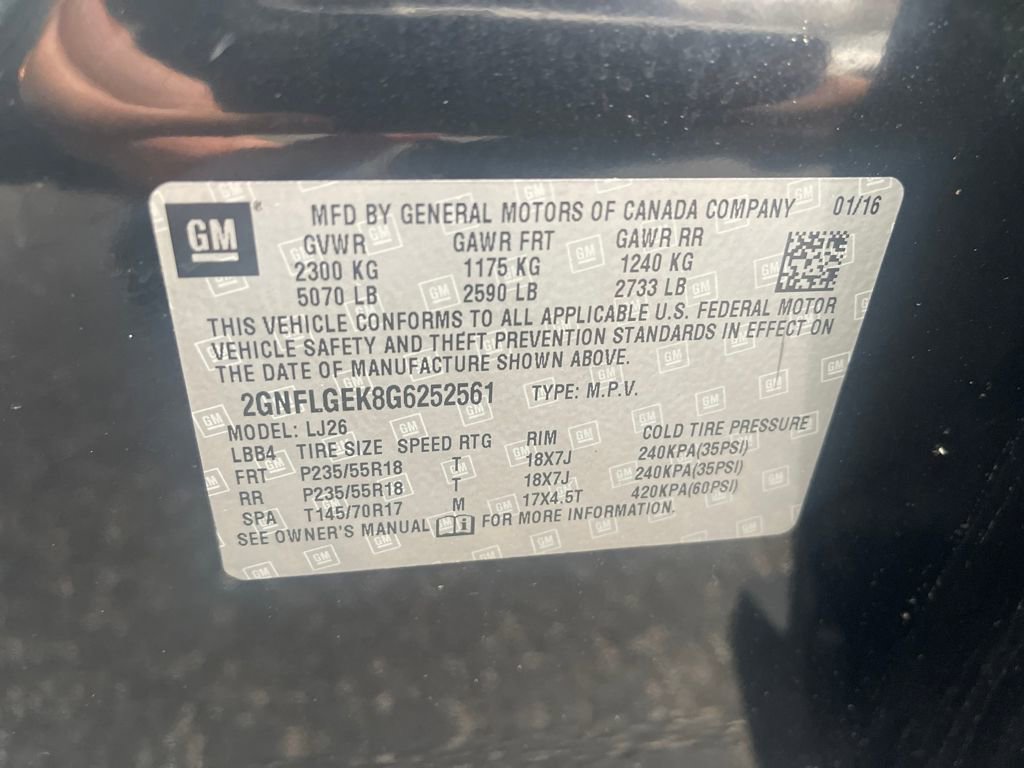 GM ® MFD BY GENERAL MOTORS OF CANADA COMPANY 01/16
GVWR GAWR FRT GAWR RR
2300 KG 1175 KG 1240 KG
5070 LB 2590 LB 2733 LB
THIS VEHICLE CONFORMS TO ALL APPLICABLE U.S. FEDERAL MOTOR
VEHICLE SAFETY AND THEFT PREVENTION STANDARDS IN EFFECT ON
THE DATE OF MANUFACTURE SHOWN ABOVE.
2GNFLGEK8G6252561 TYPE: M.P.V.
MODEL: LJ26
LBB4 TIRE SIZE SPEED RTG RIM COLD TIRE PRESSURE
FRT P235/55R18 T 18X7J 240KPA(35PSI)
RR P235/55R18 T 18X7J 240KPA(35PSI)
SPA T145/70R17 M 17X4.5T 420KPA(60PSI)
SEE OWNER'S MANUAL FOR MORE INFORMATION.